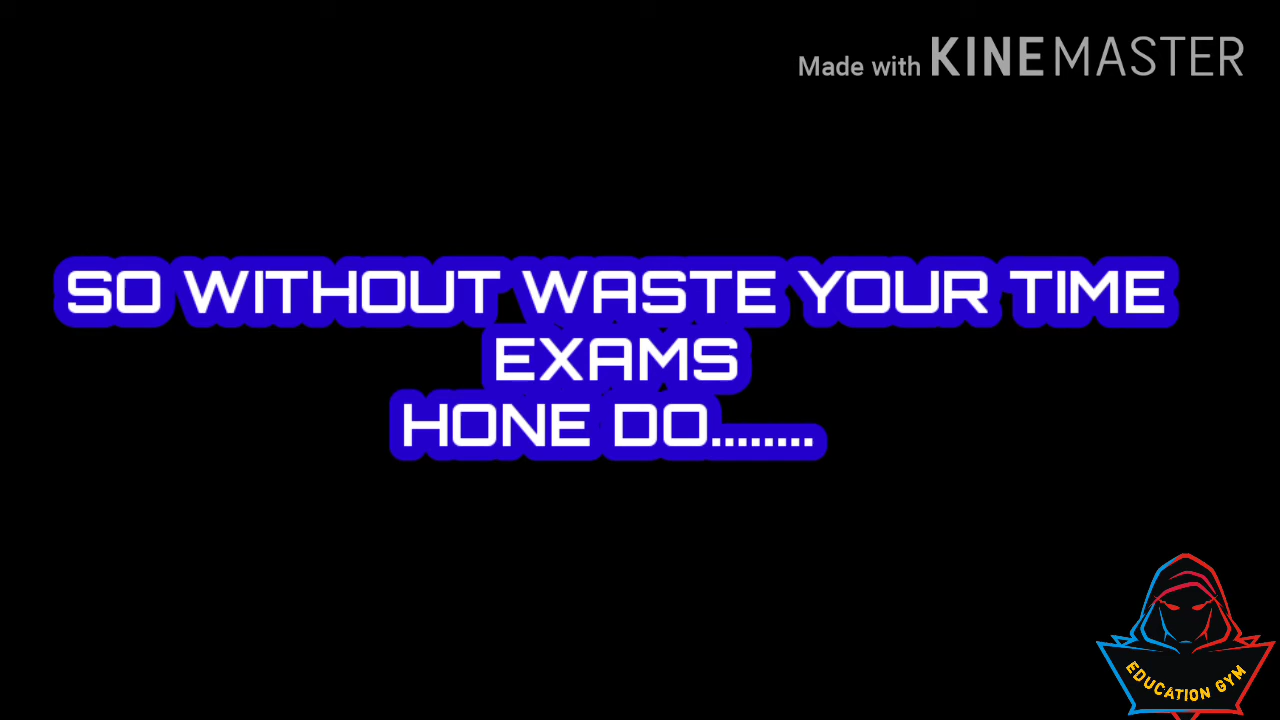 Made with KINEMASTER
SO WITHOUT WASTE YOUR TIME
EXAMS
HONE DO........
EDUCATION GYM